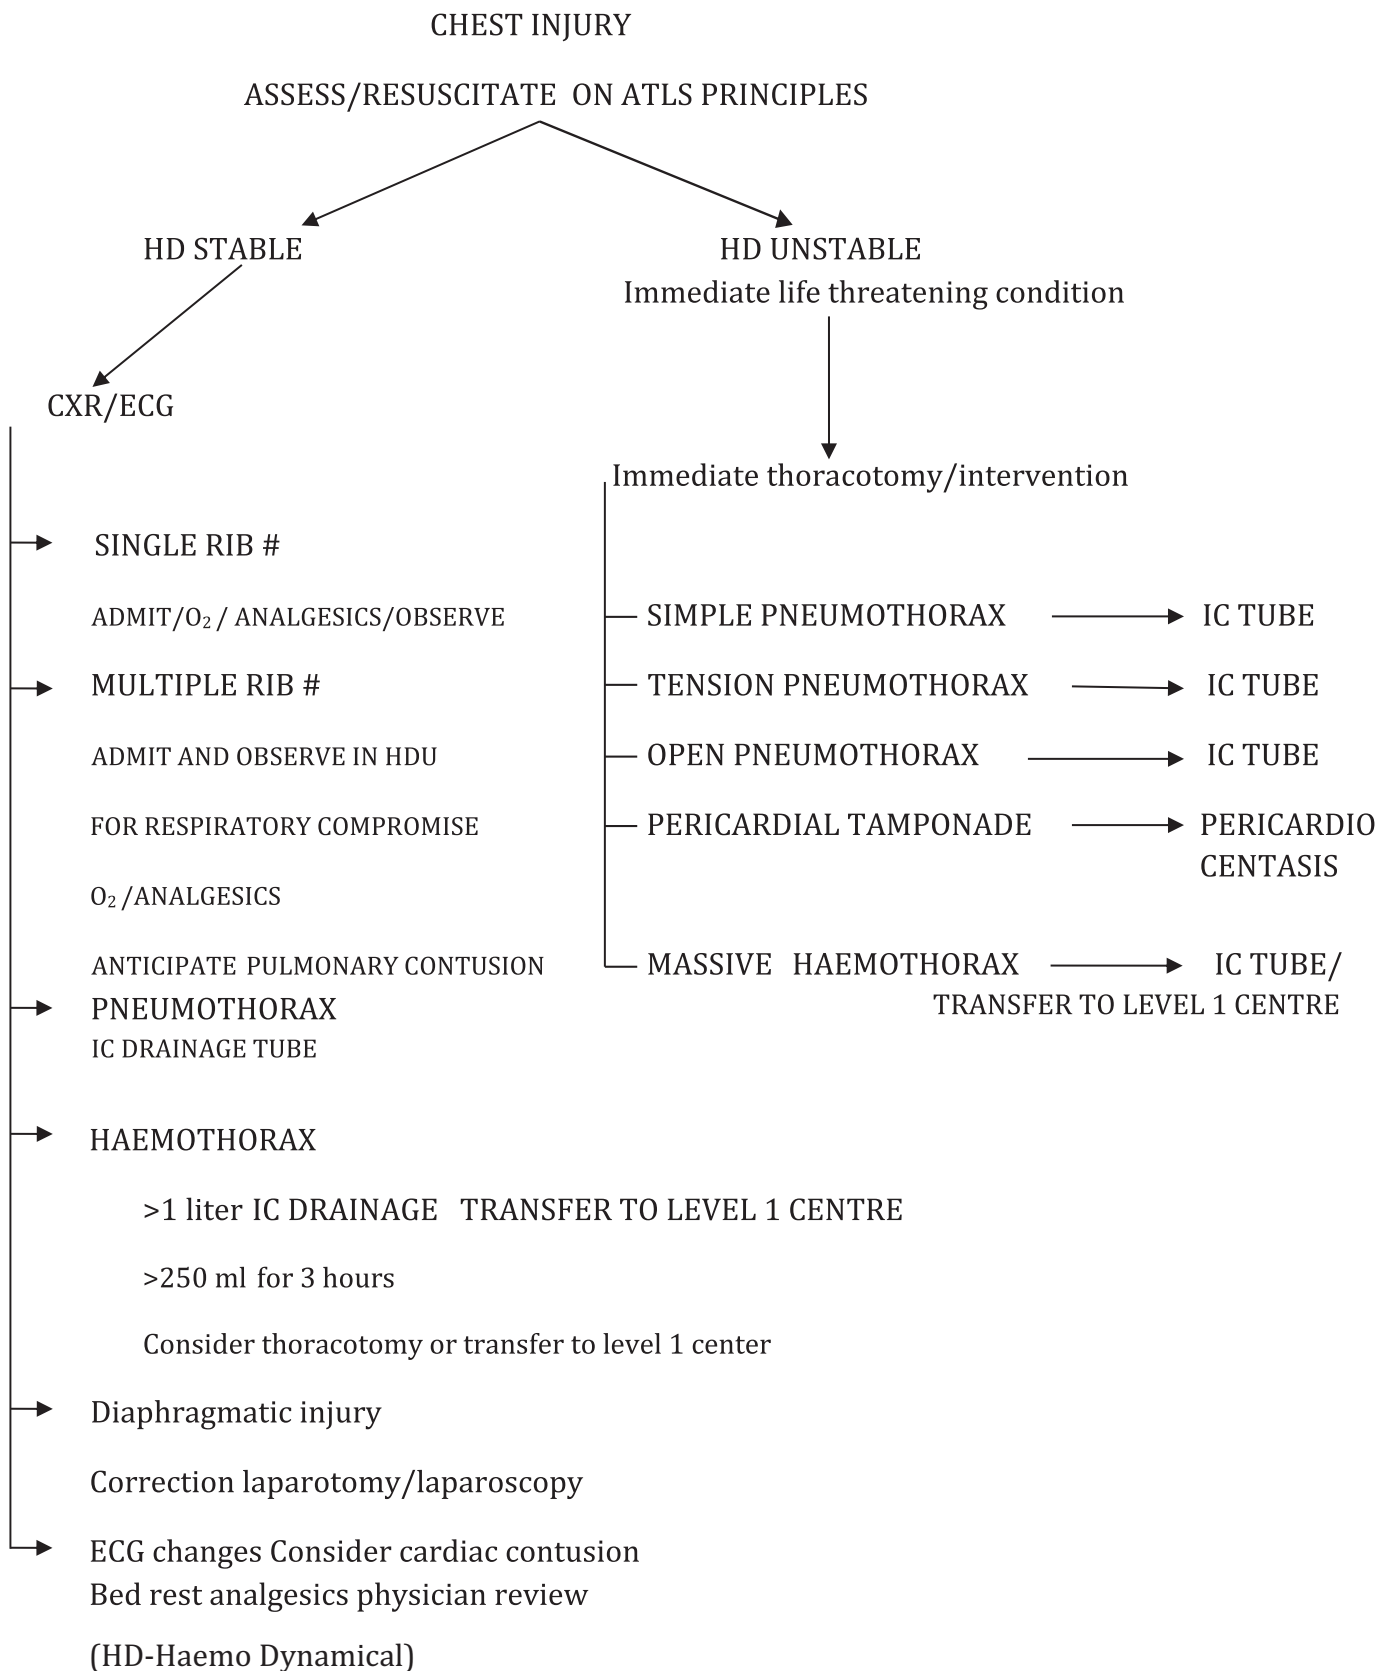 CHEST INJURY
ASSESS/RESUSCITATE ON ATLS PRINCIPLES
HD STABLE
CXR/ECG
SINGLE RIB #
ADMIT/O₂ / ANALGESICS/OBSERVE
MULTIPLE RIB #
ADMIT AND OBSERVE IN HDU
FOR RESPIRATORY COMPROMISE
O₂ /ANALGESICS
ANTICIPATE PULMONARY CONTUSION
PNEUMOTHORAX
IC DRAINAGE TUBE
HAEMOTHORAX
>1 liter IC DRAINAGE TRANSFER TO LEVEL 1 CENTRE
>250 ml for 3 hours
Consider thoracotomy or transfer to level 1 center
Diaphragmatic injury
Correction laparotomy/laparoscopy
ECG changes Consider cardiac contusion
Bed rest analgesics physician review
(HD-Haemo Dynamical)
HD UNSTABLE
Immediate life threatening condition
Immediate thoracotomy/intervention
SIMPLE PNEUMOTHORAX IC TUBE
TENSION PNEUMOTHORAX IC TUBE
OPEN PNEUMOTHORAX IC TUBE
PERICARDIAL TAMPONADE PERICARDIO
CENTASIS
MASSIVE HAEMOTHORAX IC TUBE/
TRANSFER TO LEVEL 1 CENTRE